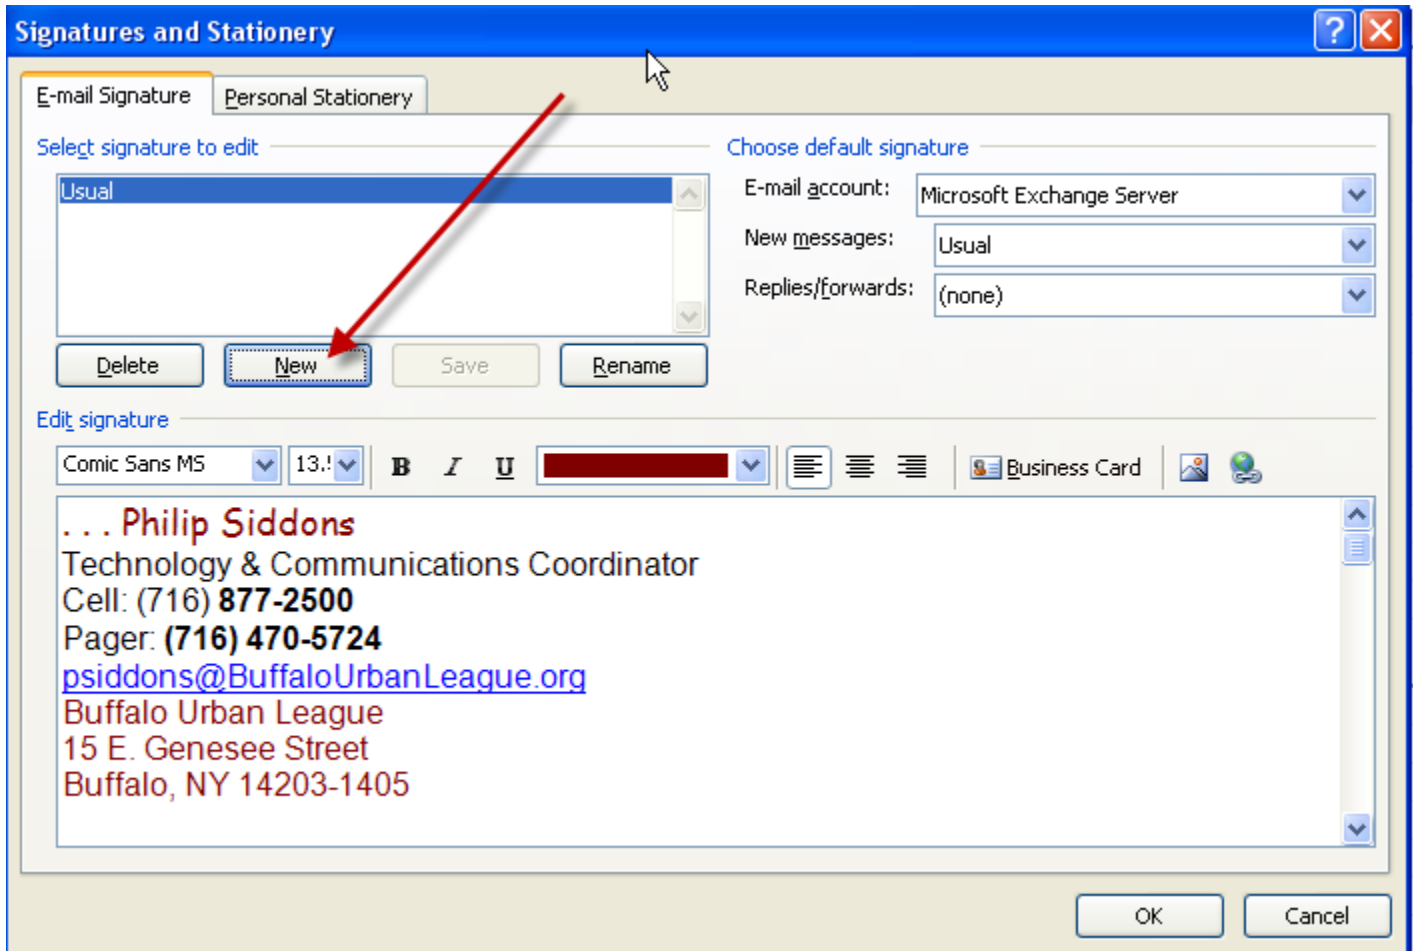 Signatures and Stationery
E-mail Signature
Personal Stationery
Select signature to edit
Usual
Delete
New
Save
Rename
Choose default signature
E-mail account:
Microsoft Exchange Server
New messages:
Usual
Replies/forwards:
(none)
Edit signature
Comic Sans MS
13.
B
I
U
Business Card
. . . Philip Siddons
Technology & Communications Coordinator
Cell: (716) 877-2500
Pager: (716) 470-5724
psiddons@BuffaloUrbanLeague.org
Buffalo Urban League
15 E. Genesee Street
Buffalo, NY 14203-1405
OK
Cancel